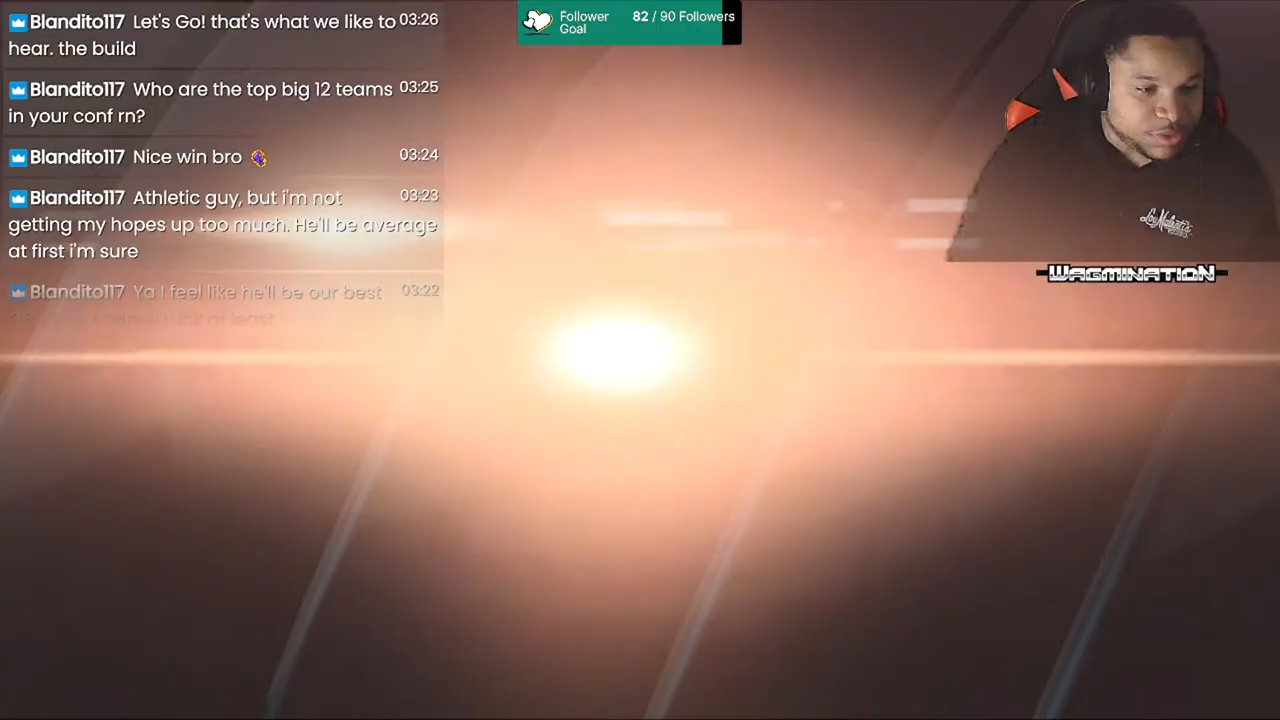 Blandito117 Let's Go! that's what we like to 03:26
hear. the build
Blandito117 Who are the top big 12 teams 03:25
in your conf rn?
Blandito117 Nice win bro 03:24
Blandito117 Athletic guy, but i'm not 03:23
getting my hopes up too much. He'll be average
at first i'm sure
Blandito117 Ya I feel like he'll be our best 03:22
Follower Goal
82 / 90 Followers
WAGMINATION